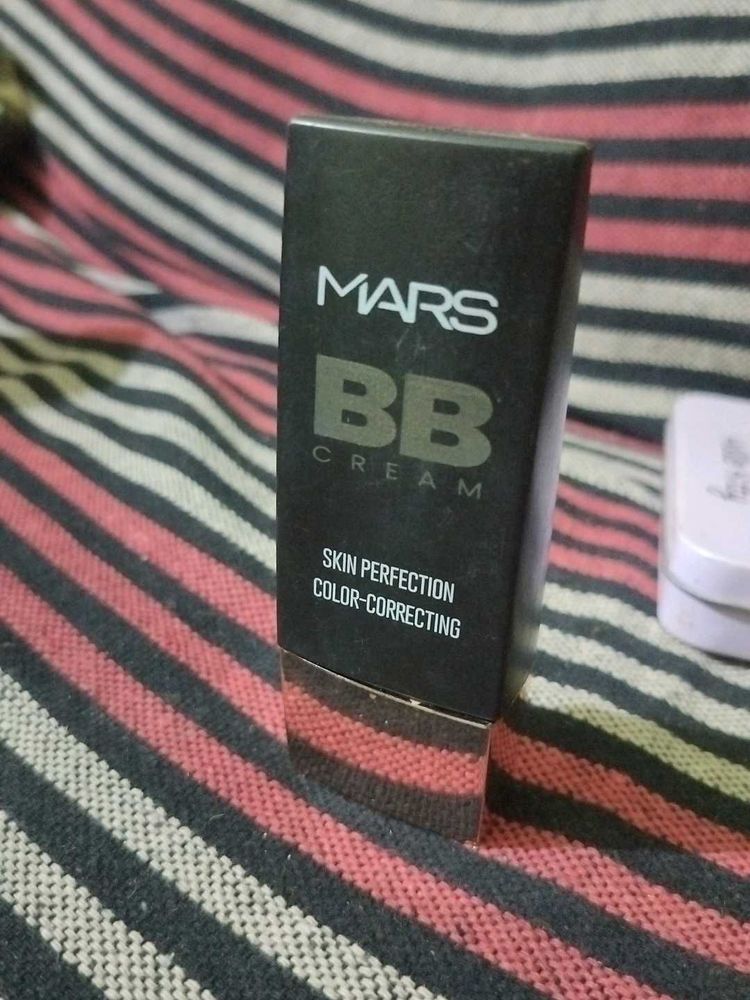 MARS
BB
CREAM
SKIN PERFECTION
COLOR-CORRECTING